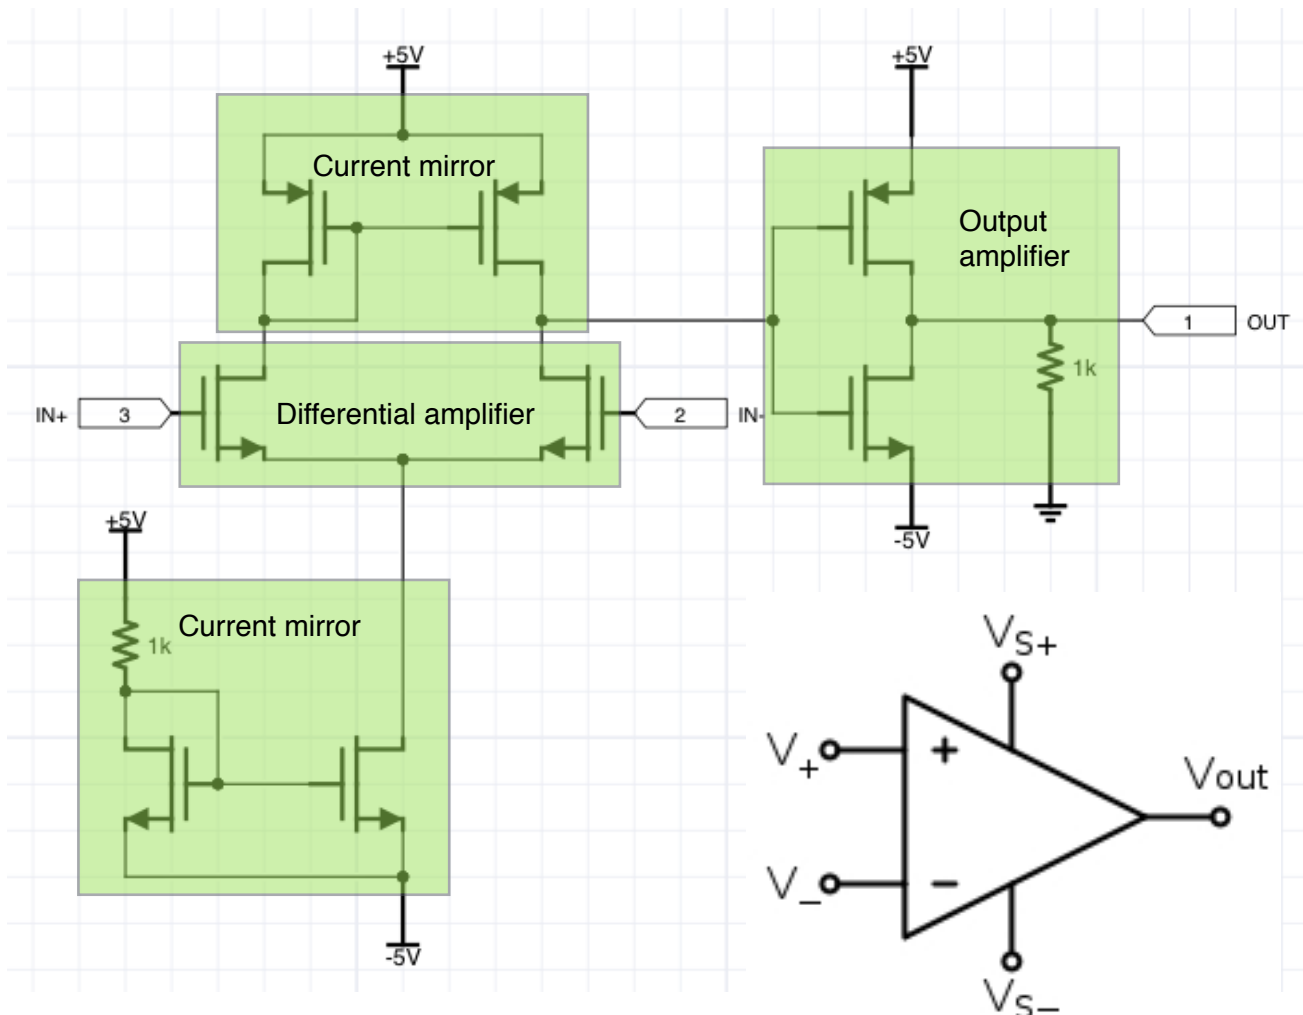 +5V
+5V
Current mirror
Output
amplifier
1
OUT
1k
IN+
3
Differential amplifier
2
IN-
+5V
-5V
1k
Current mirror
-5V
VS+
V+
+
Vout
V−
−
VS−